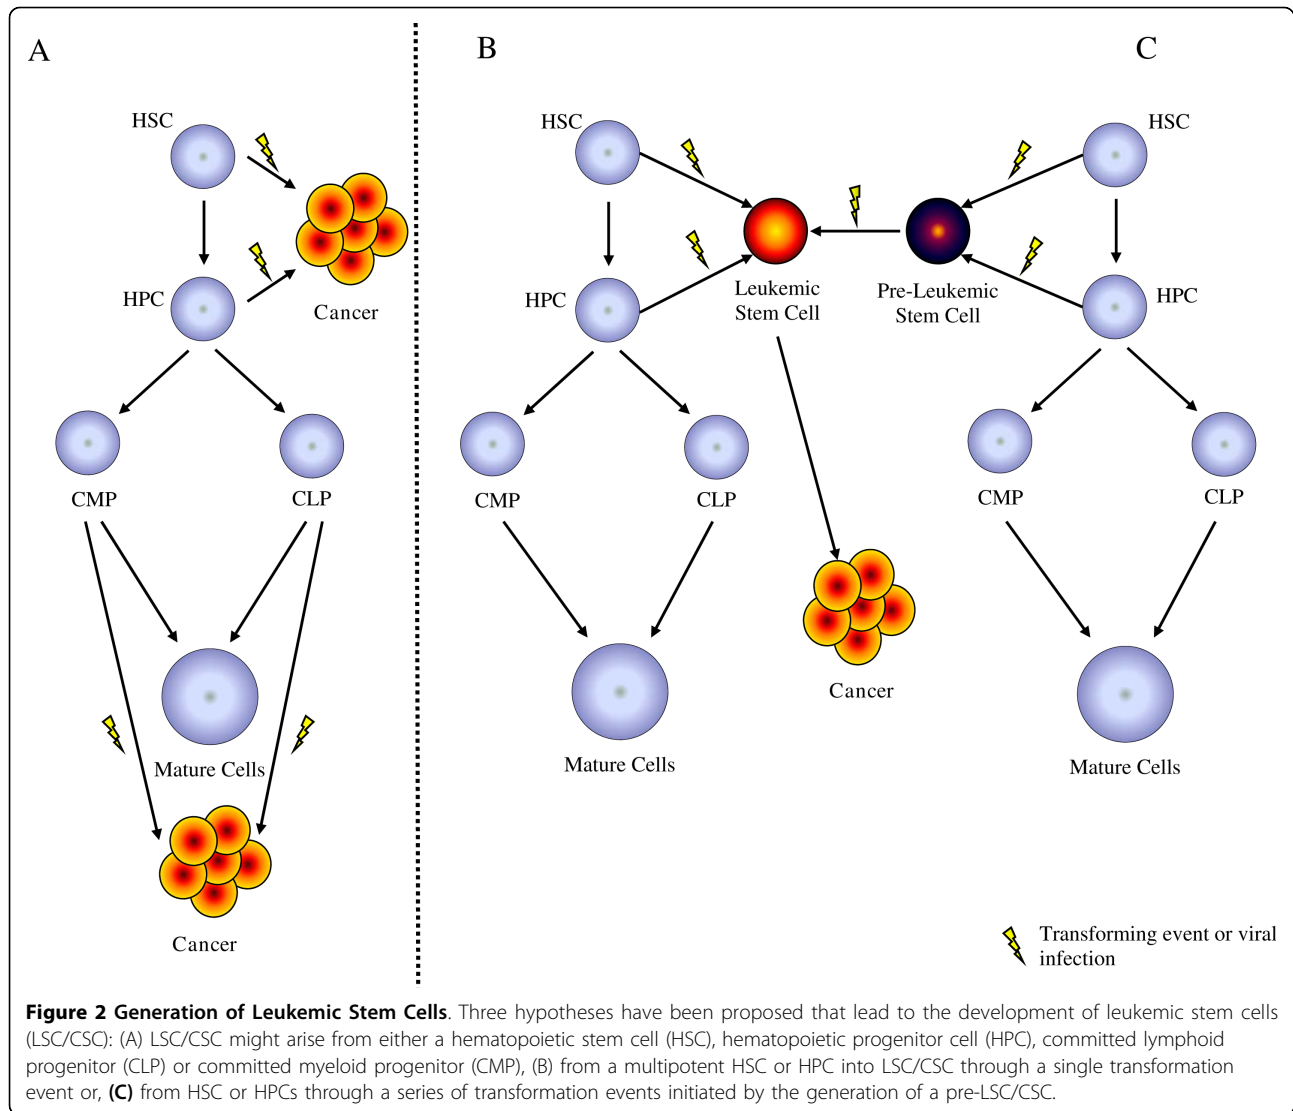 A
B
C
HSC
HPC
Cancer
CMP
CLP
Mature Cells
Cancer
HSC
HPC
Leukemic
Stem Cell
Pre-Leukemic
Stem Cell
HSC
HPC
CMP
CLP
CMP
CLP
Cancer
Mature Cells
Mature Cells
Transforming event or viral
infection
Figure 2 Generation of Leukemic Stem Cells. Three hypotheses have been proposed that lead to the development of leukemic stem cells
(LSC/CSC): (A) LSC/CSC might arise from either a hematopoietic stem cell (HSC), hematopoietic progenitor cell (HPC), committed lymphoid
progenitor (CLP) or committed myeloid progenitor (CMP), (B) from a multipotent HSC or HPC into LSC/CSC through a single transformation
event or, (C) from HSC or HPCs through a series of transformation events initiated by the generation of a pre-LSC/CSC.